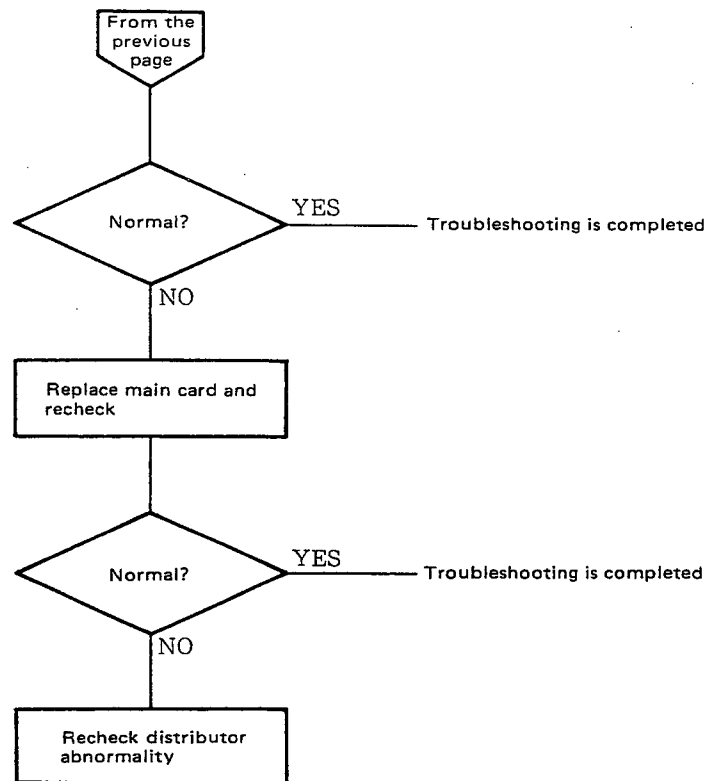 From the
previous
page
Normal?
YES
Troubleshooting is completed
NO
Replace main card and
recheck
Normal?
YES
Troubleshooting is completed
NO
Recheck distributor
abnormality